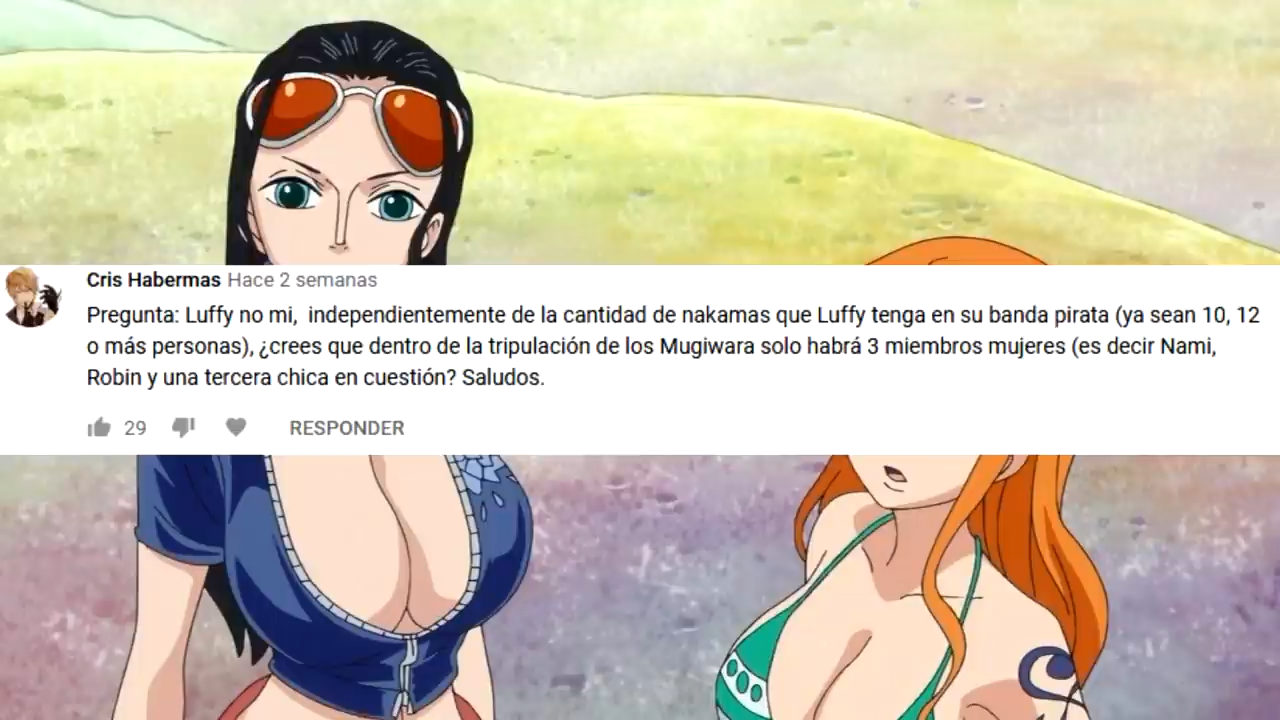 Cris Habermas Hace 2 semanas
Pregunta: Luffy no mi,  independientemente de la cantidad de nakamas que Luffy tenga en su banda pirata (ya sean 10, 12
o más personas), ¿crees que dentro de la tripulación de los Mugiwara solo habrá 3 miembros mujeres (es decir Nami,
Robin y una tercera chica en cuestión? Saludos.
29 RESPONDER